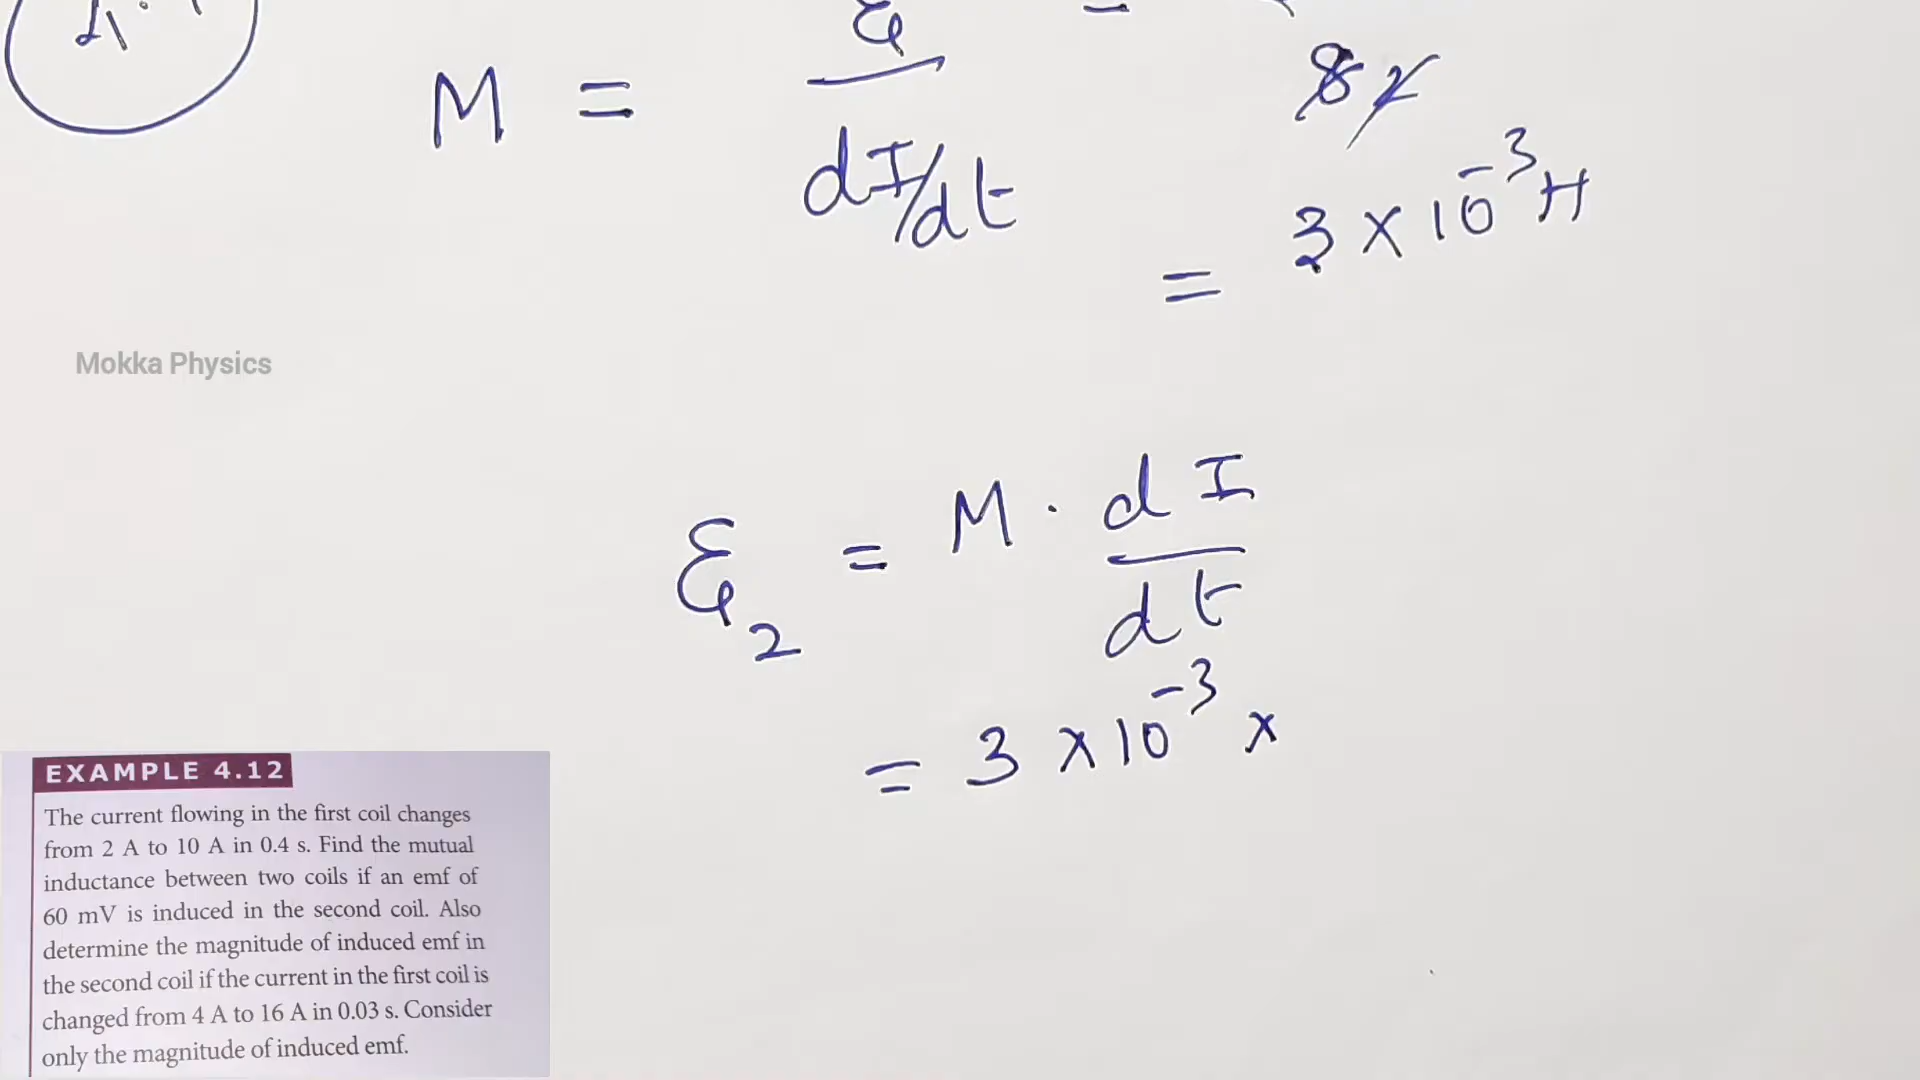 M = ε / dI/dt =
82
= 3 × 10⁻³ H
Mokka Physics
ε₂ = M · dI / dt
= 3 × 10⁻³ ×
EXAMPLE 4.12
The current flowing in the first coil changes
from 2 A to 10 A in 0.4 s. Find the mutual
inductance between two coils if an emf of
60 mV is induced in the second coil. Also
determine the magnitude of induced emf in
the second coil if the current in the first coil is
changed from 4 A to 16 A in 0.03 s. Consider
only the magnitude of induced emf.